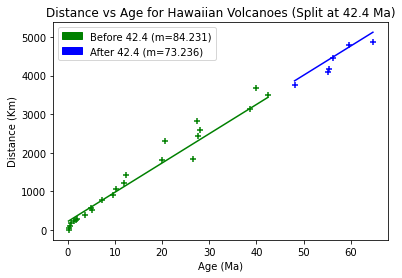 Distance vs Age for Hawaiian Volcanoes (Split at 42.4 Ma)
Before 42.4 (m=84.231)
After 42.4 (m=73.236)
Distance (Km)
5000
4000
3000
2000
1000
0
0 10 20 30 40 50 60
Age (Ma)